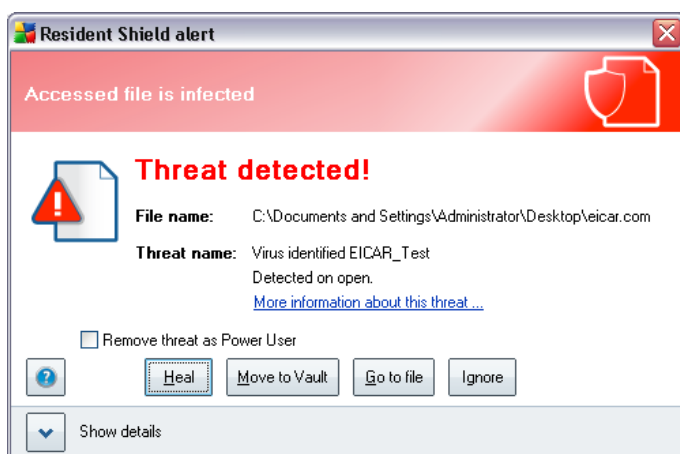 Resident Shield alert
Accessed file is infected
Threat detected!
File name: C:\Documents and Settings\Administrator\Desktop\eicar.com
Threat name: Virus identified EICAR_Test
Detected on open.
More information about this threat ...
Remove threat as Power User
? Heal Move to Vault Go to file Ignore
Show details